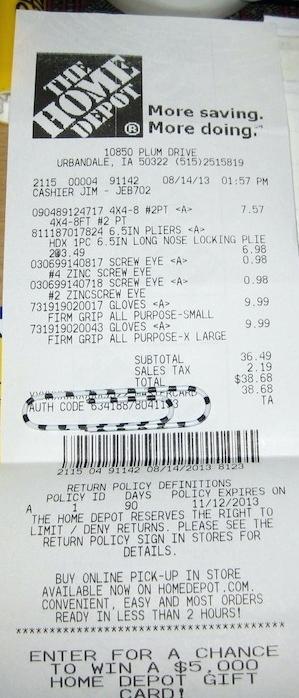 THE
HOME
DEPOT
®
More saving.
More doing.™
10850 PLUM DRIVE
URBANDALE, IA 50322 (515)2515819
2115 00004 91142 08/14/13 01:57 PM
CASHIER JIM - JEB702
090489124717 4X4-8 #2PT <A> 7.57
4X4-8FT #2 PT
811187017824 6.5IN PLIERS <A>
HDX 1PC 6.5IN LONG NOSE LOCKING PLIE
2@3.49 6.98
030699140817 SCREW EYE <A> 0.98
#4 ZINC SCREW EYE
030699140718 SCREW EYE <A> 0.98
#2 ZINCSCREW EYE
731919020017 GLOVES <A> 9.99
FIRM GRIP ALL PURPOSE-SMALL
731919020043 GLOVES <A> 9.99
FIRM GRIP ALL PURPOSE-X LARGE
SUBTOTAL 36.49
SALES TAX 2.19
TOTAL $38.68
38.68
AUTH CODE TA
2115 04 91142 08/14/2013 8123
RETURN POLICY DEFINITIONS
POLICY ID DAYS POLICY EXPIRES ON
A 1 90 11/12/2013
THE HOME DEPOT RESERVES THE RIGHT TO
LIMIT / DENY RETURNS. PLEASE SEE THE
RETURN POLICY SIGN IN STORES FOR
DETAILS.
BUY ONLINE PICK-UP IN STORE
AVAILABLE NOW ON HOMEDEPOT.COM.
CONVENIENT, EASY AND MOST ORDERS
READY IN LESS THAN 2 HOURS!
****************************************
ENTER FOR A CHANCE
TO WIN A $5,000
HOME DEPOT GIFT
CARD!